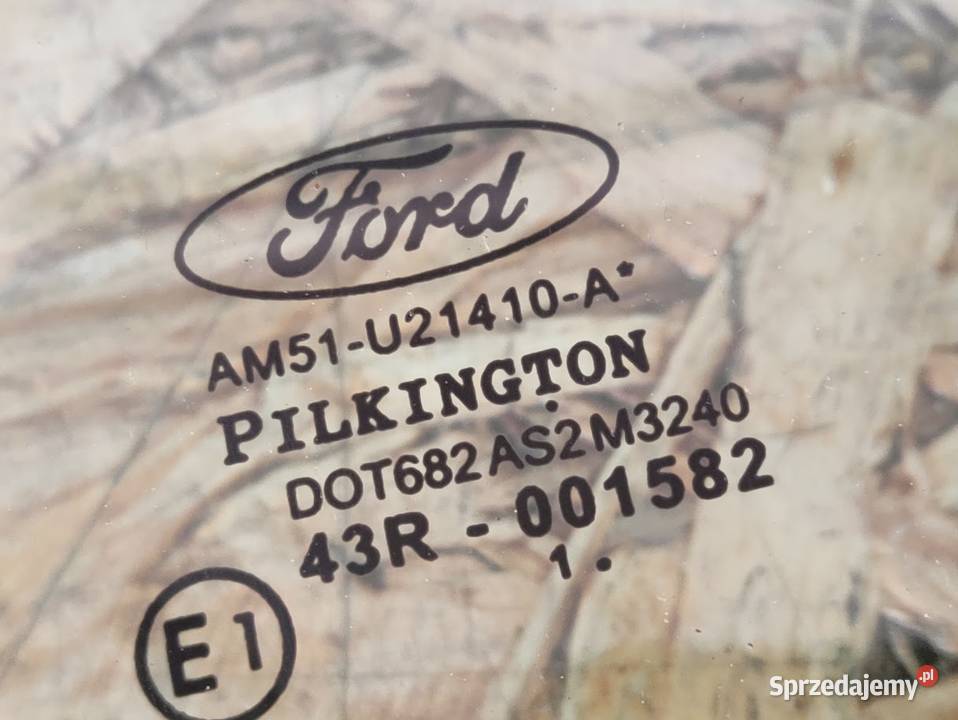 Ford
AM51-U21410-A*
PILKINGTON
DOT682 AS2 M3240
43R - 001582
1 .
E1
Sprzedajemy.pl